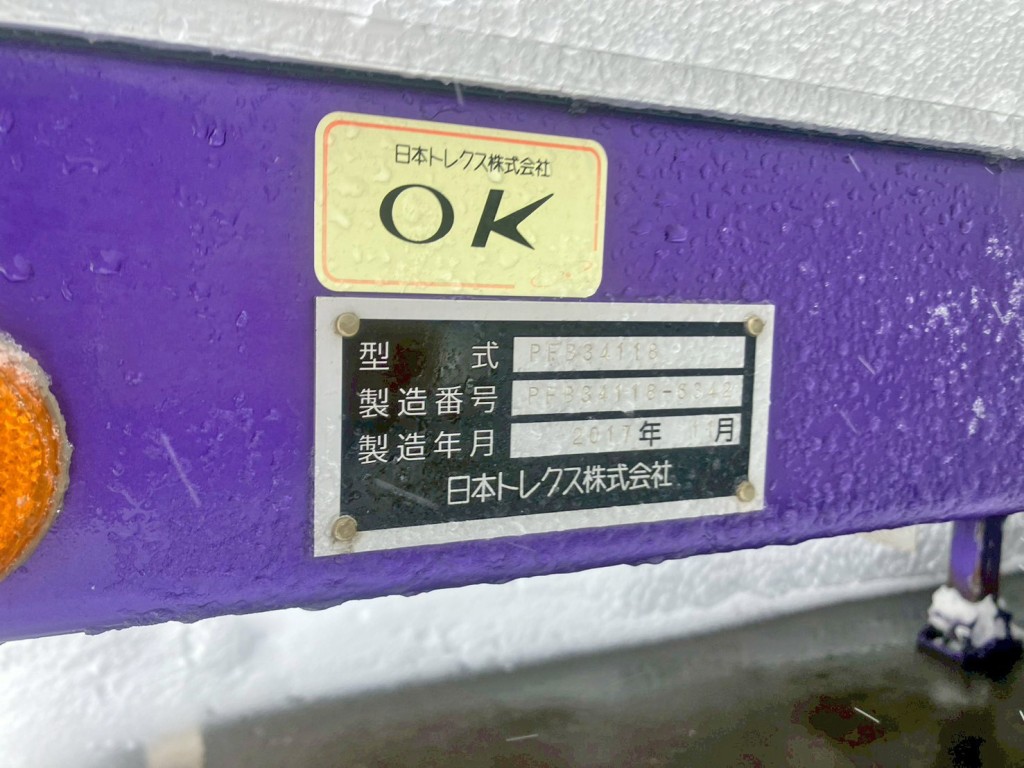 日本トレクス株式会社
OK
型式 PFB34118
製造番号 PFB34118-5342
製造年月 2017年 11月
日本トレクス株式会社